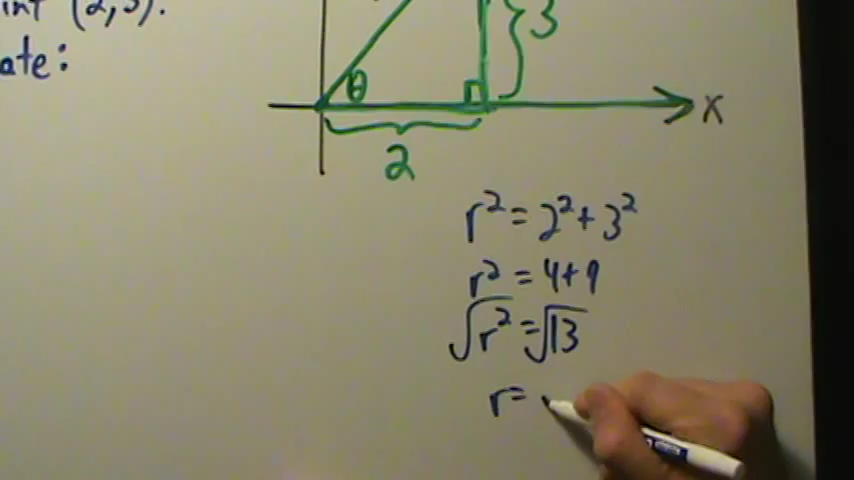 int (2,3).
ate:
θ
3
x
2
r² = 2² + 3²
r² = 4+9
√r² = √13
r =